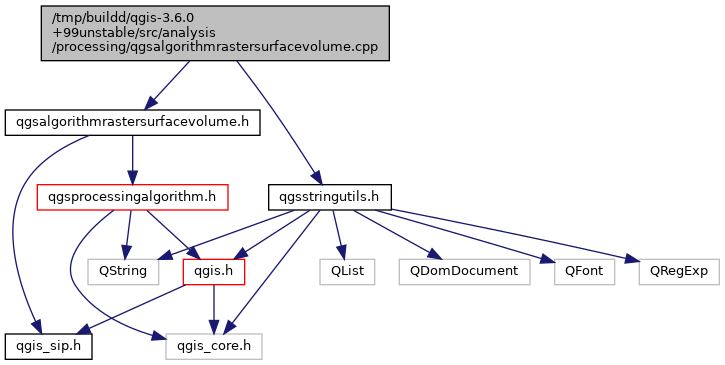 /tmp/buildd/qgis-3.6.0
+99unstable/src/analysis
/processing/qgsalgorithmrastersurfacevolume.cpp
qgsalgorithmrastersurfacevolume.h
qgsprocessingalgorithm.h
qgsstringutils.h
QString
qgis.h
QList
QDomDocument
QFont
QRegExp
qgis_sip.h
qgis_core.h